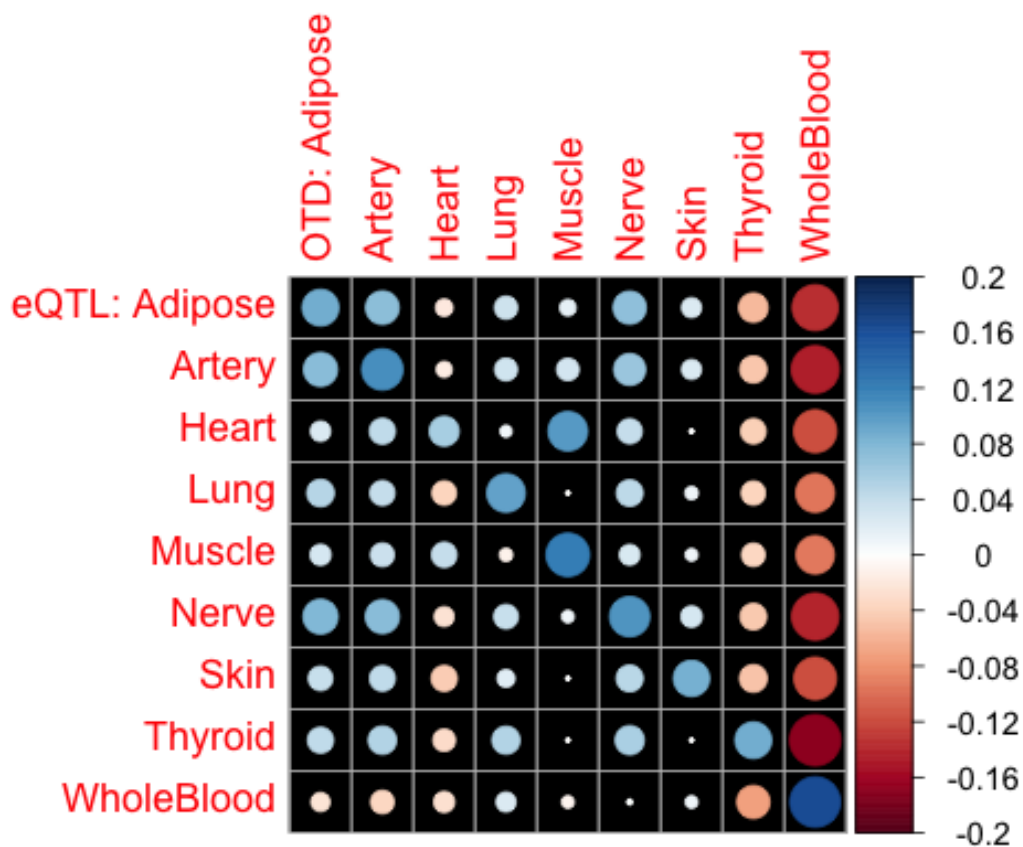 OTD: Adipose
Artery
Heart
Lung
Muscle
Nerve
Skin
Thyroid
WholeBlood
eQTL: Adipose
Artery
Heart
Lung
Muscle
Nerve
Skin
Thyroid
WholeBlood
0.2
0.16
0.12
0.08
0.04
0
-0.04
-0.08
-0.12
-0.16
-0.2